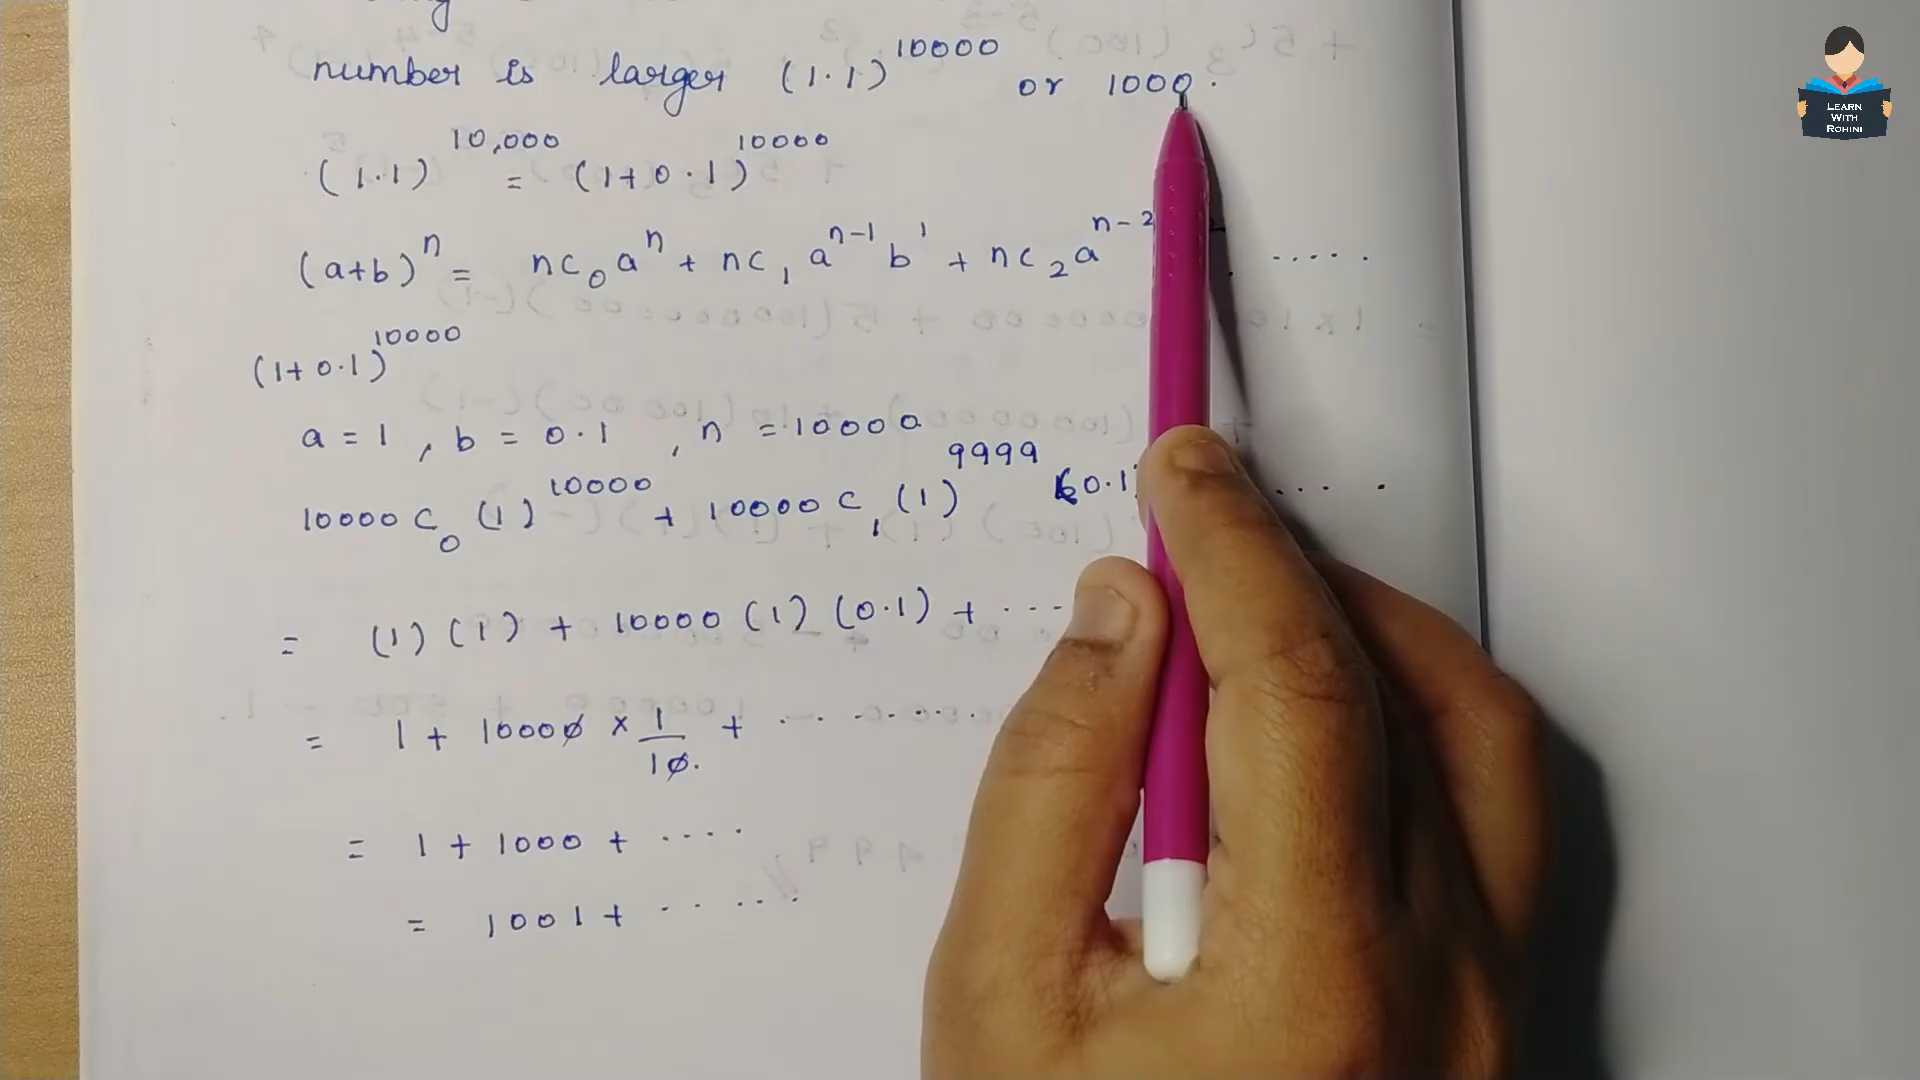 number is larger (1.1)^10000 or 1000.
(1.1)^10,000 = (1+0.1)^10000
(a+b)^n = nC₀ a^n + nC₁ a^n-1 b^1 + nC₂ a^n-2 .....
(1+0.1)^10000
a = 1, b = 0.1, n = 10000
10000C₀ (1)^10000 + 10000C₁ (1)^9999 (0.1) ....
= (1)(1) + 10000 (1) (0.1) + ...
= 1 + 10000 × 1/10 + .......
= 1 + 1000 + ....
= 1001 + .....
LEARN
With
ROHINI